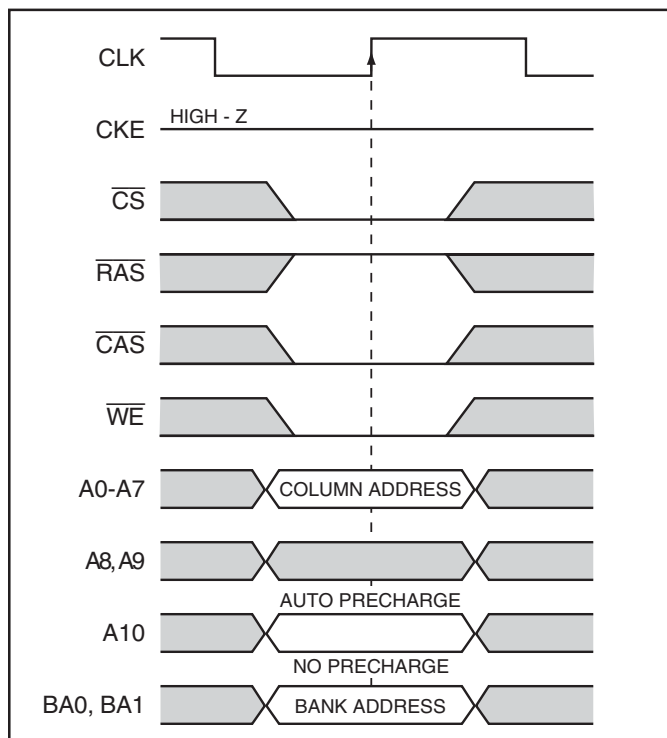 CLK
CKE HIGH - Z
CS
RAS
CAS
WE
A0-A7 COLUMN ADDRESS
A8, A9
AUTO PRECHARGE
A10
NO PRECHARGE
BA0, BA1 BANK ADDRESS